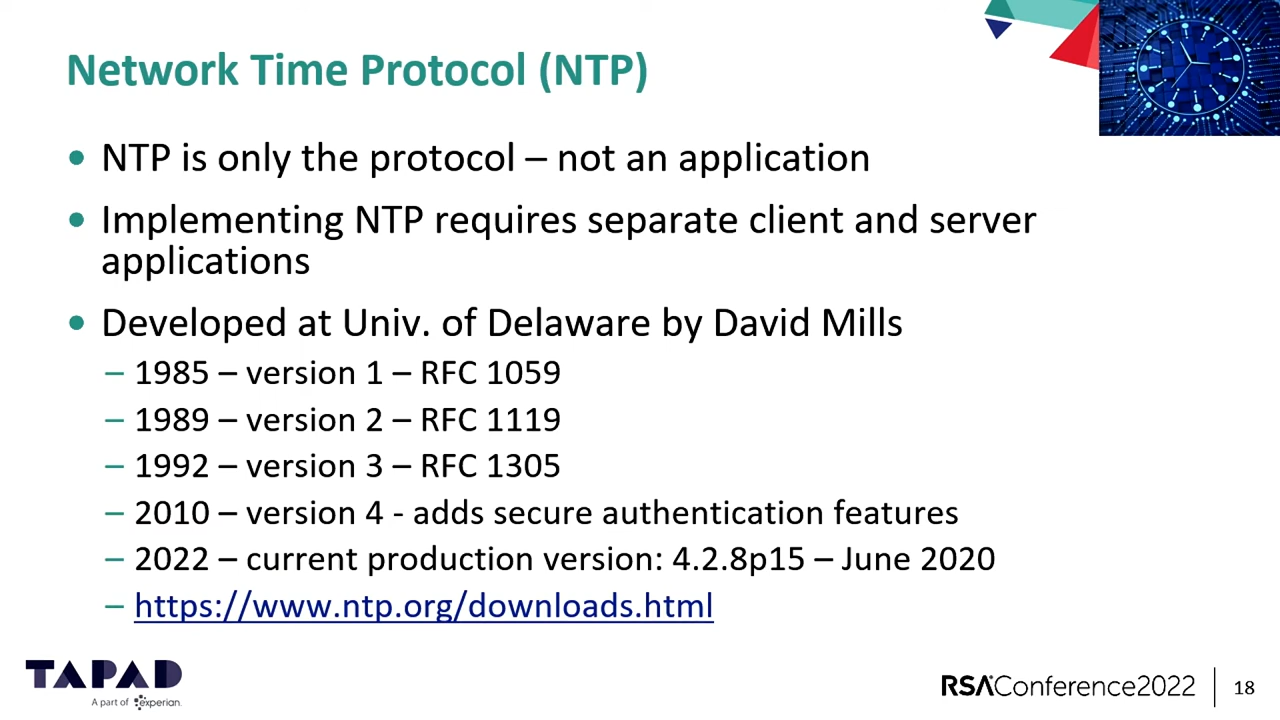 Network Time Protocol (NTP)
• NTP is only the protocol – not an application
• Implementing NTP requires separate client and server
applications
• Developed at Univ. of Delaware by David Mills
– 1985 – version 1 – RFC 1059
– 1989 – version 2 – RFC 1119
– 1992 – version 3 – RFC 1305
– 2010 – version 4 - adds secure authentication features
– 2022 – current production version: 4.2.8p15 – June 2020
– https://www.ntp.org/downloads.html
TAPAD
A part of experian.
RSAConference2022
18